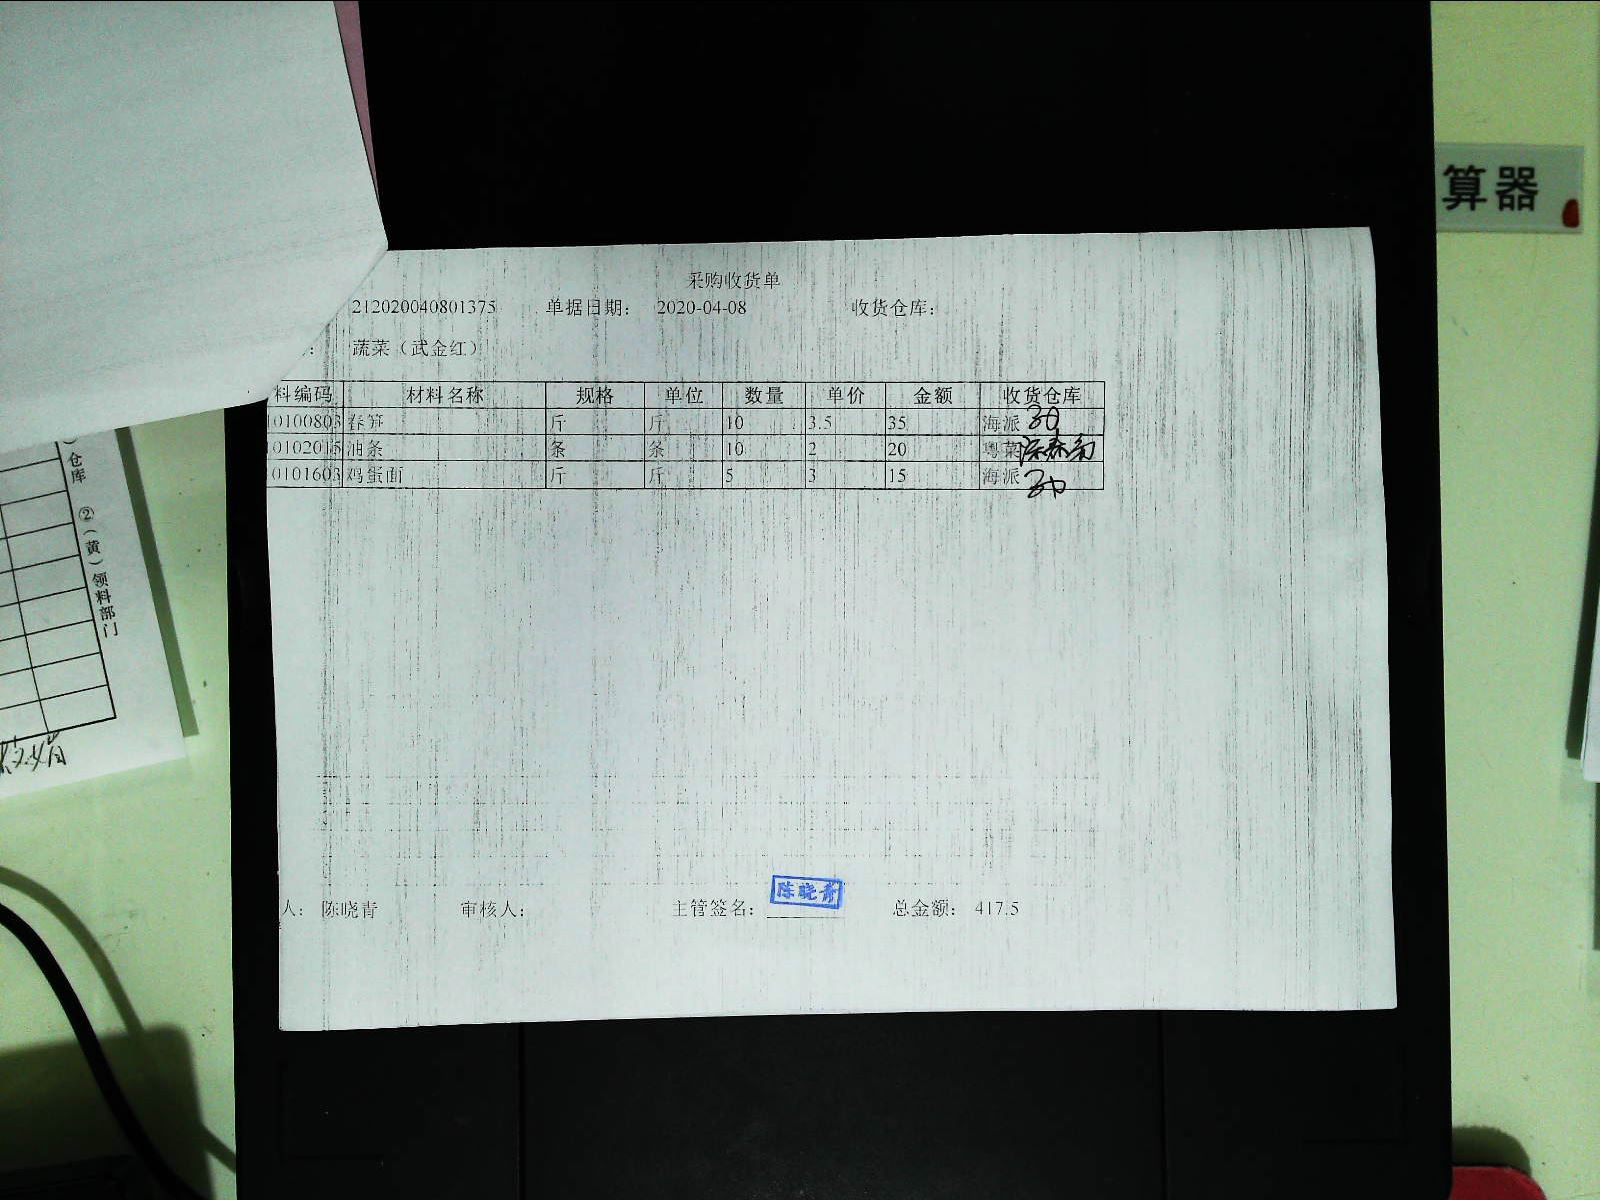 算器
采购收货单
212020040801375 单据日期： 2020-04-08 收货仓库：
： 蔬菜（武金红）
料编码 材料名称 规格 单位 数量 单价 金额 收货仓库
10100803 春笋 斤 斤 10 3.5 35 海派
10102015 油条 条 条 10 2 20 粤菜
10101603 鸡蛋面 斤 斤 5 3 15 海派
人： 陈晓青 审核人： 主管签名： 陈晓青 总金额： 417.5
）仓库 ②（黄）领料部门